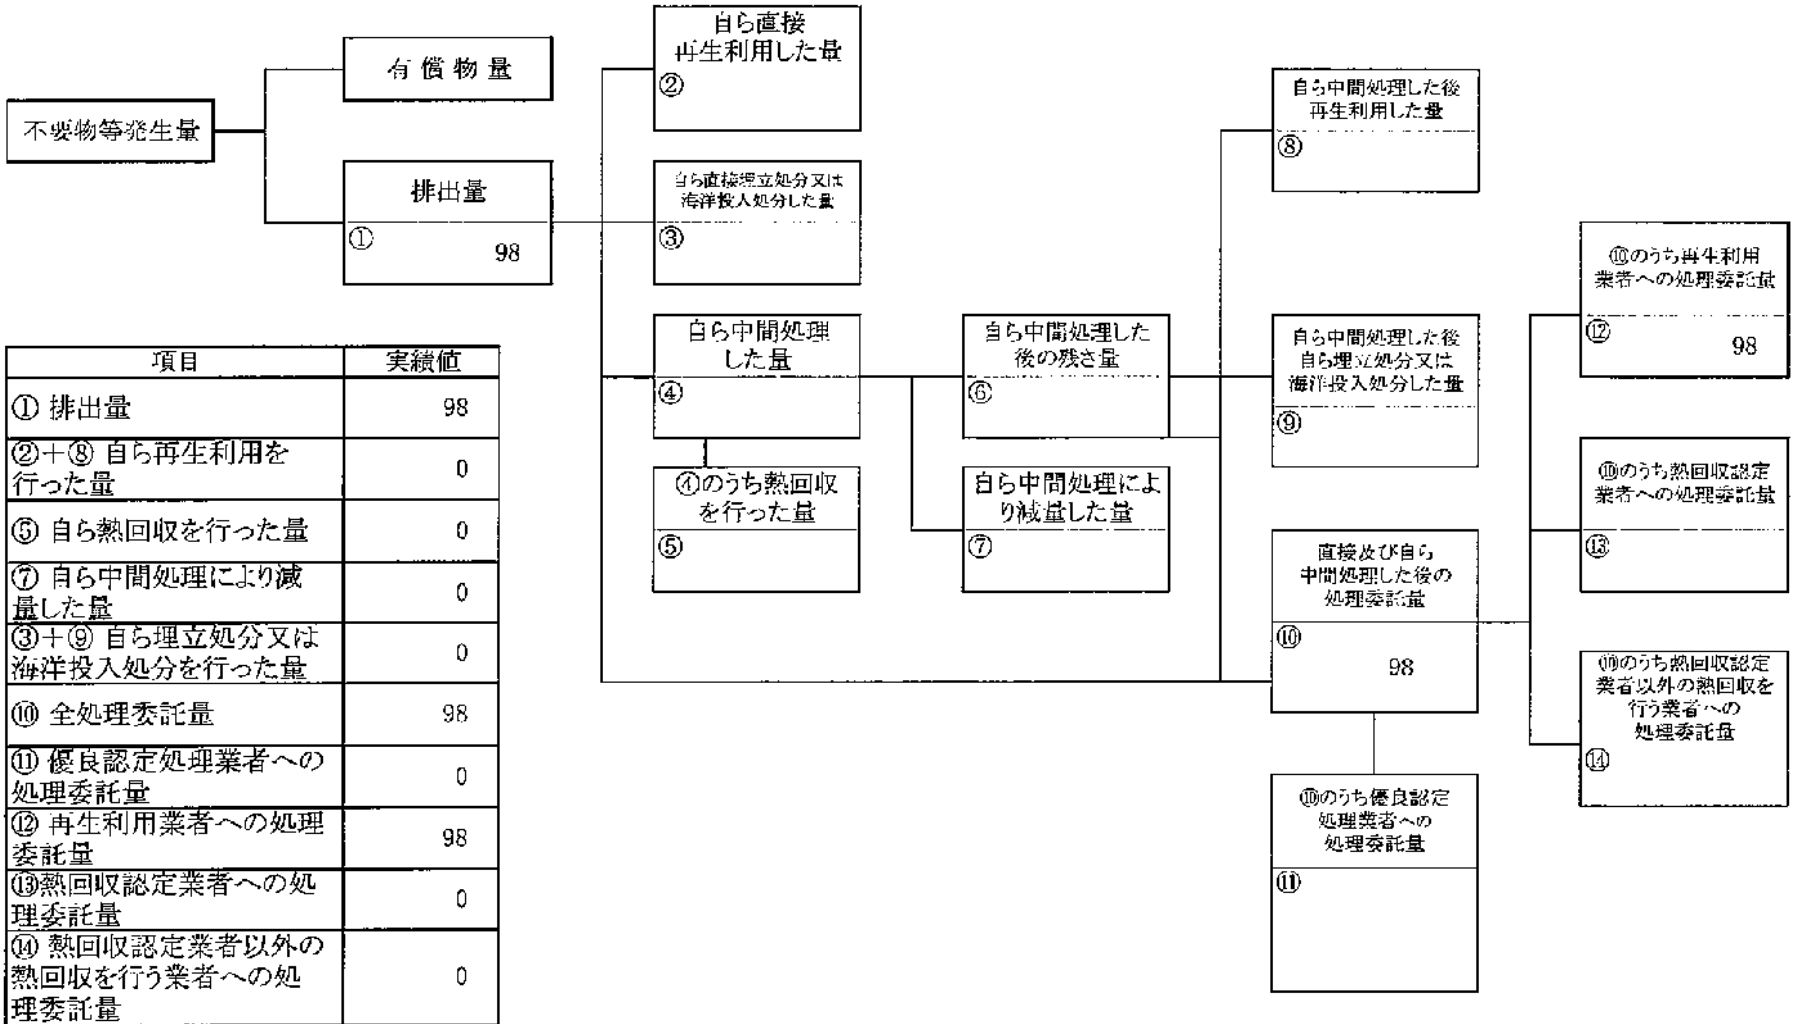 不要物等発生量
有償物量
排出量
①
98
自ら直接
再生利用した量
②
自ら直接埋立処分又は
海洋投入処分した量
③
自ら中間処理
した量
④
④のうち熱回収
を行った量
⑤
自ら中間処理した
後の残さ量
⑥
自ら中間処理によ
り減量した量
⑦
自ら中間処理した後
再生利用した量
⑧
自ら中間処理した後
自ら埋立処分又は
海洋投入処分した量
⑨
直接及び自ら
中間処理した後の
処理委託量
⑩
98
⑩のうち優良認定
処理業者への
処理委託量
⑪
⑩のうち再生利用
業者への処理委託量
⑫
98
⑩のうち熱回収認定
業者への処理委託量
⑬
⑩のうち熱回収認定
業者以外の熱回収を
行う業者への
処理委託量
⑭
項目 実績値
① 排出量 98
②+⑧ 自ら再生利用を
行った量 0
⑤ 自ら熱回収を行った量 0
⑦ 自ら中間処理により減
量した量 0
③+⑨ 自ら埋立処分又は
海洋投入処分を行った量 0
⑩ 全処理委託量 98
⑪ 優良認定処理業者への
処理委託量 0
⑫ 再生利用業者への処理
委託量 98
⑬熱回収認定業者への処
理委託量 0
⑭ 熱回収認定業者以外の
熱回収を行う業者への処
理委託量 0